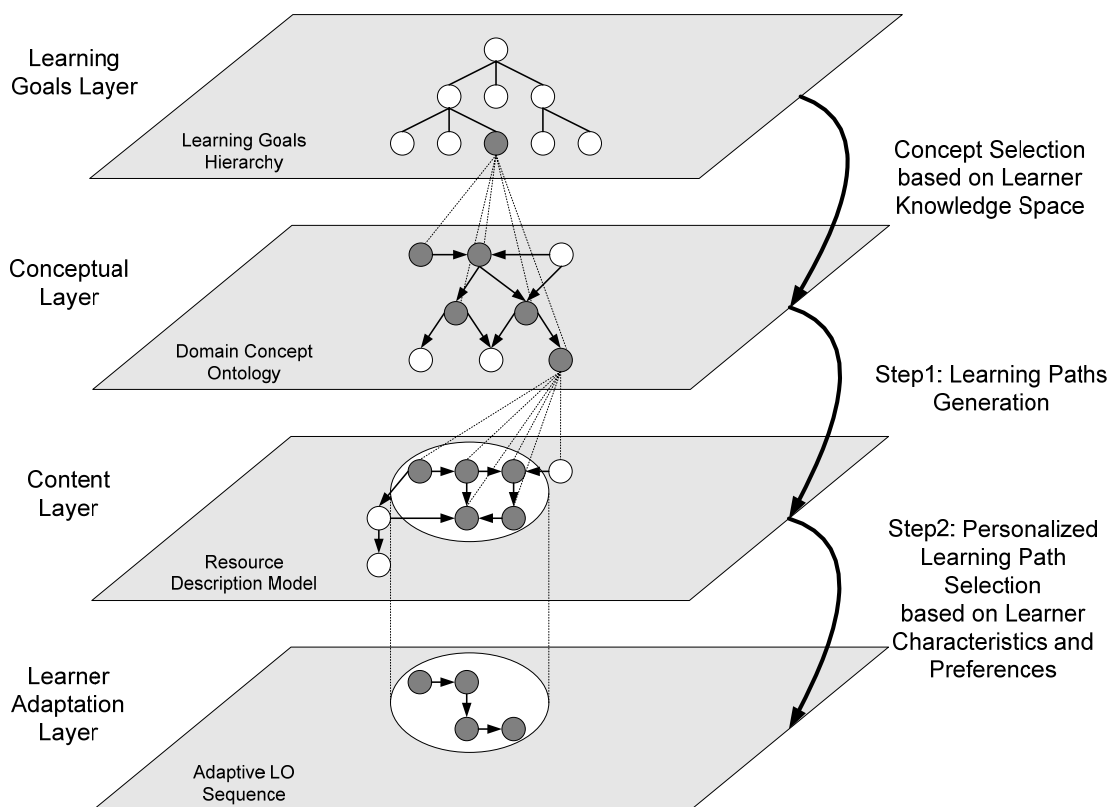 Learning
Goals Layer
Learning Goals
Hierarchy
Concept Selection
based on Learner
Knowledge Space
Conceptual
Layer
Domain Concept
Ontology
Step1: Learning Paths
Generation
Content
Layer
Resource
Description Model
Step2: Personalized
Learning Path
Selection
based on Learner
Characteristics and
Preferences
Learner
Adaptation
Layer
Adaptive LO
Sequence